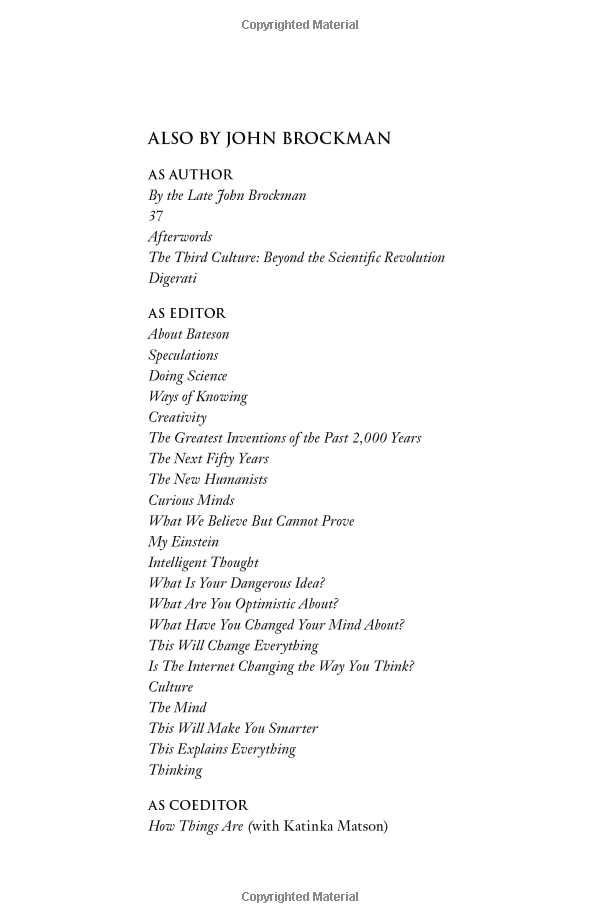 Copyrighted Material
ALSO BY JOHN BROCKMAN
AS AUTHOR
By the Late John Brockman
37
Afterwords
The Third Culture: Beyond the Scientific Revolution
Digerati
AS EDITOR
About Bateson
Speculations
Doing Science
Ways of Knowing
Creativity
The Greatest Inventions of the Past 2,000 Years
The Next Fifty Years
The New Humanists
Curious Minds
What We Believe But Cannot Prove
My Einstein
Intelligent Thought
What Is Your Dangerous Idea?
What Are You Optimistic About?
What Have You Changed Your Mind About?
This Will Change Everything
Is The Internet Changing the Way You Think?
Culture
The Mind
This Will Make You Smarter
This Explains Everything
Thinking
AS COEDITOR
How Things Are (with Katinka Matson)
Copyrighted Material